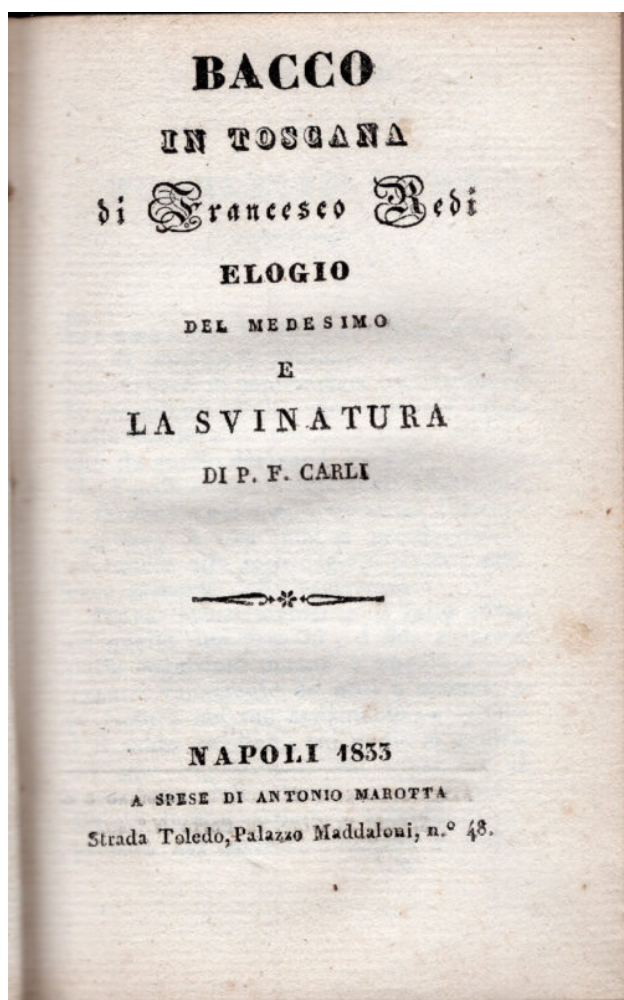 BACCO
IN TOSCANA
di Francesco Redi
ELOGIO
DEL MEDESIMO
E
LA SVINATURA
DI P. F. CARLI
NAPOLI 1833
A SPESE DI ANTONIO MAROTTA
Strada Toledo, Palazzo Maddaloni, n.º 48.